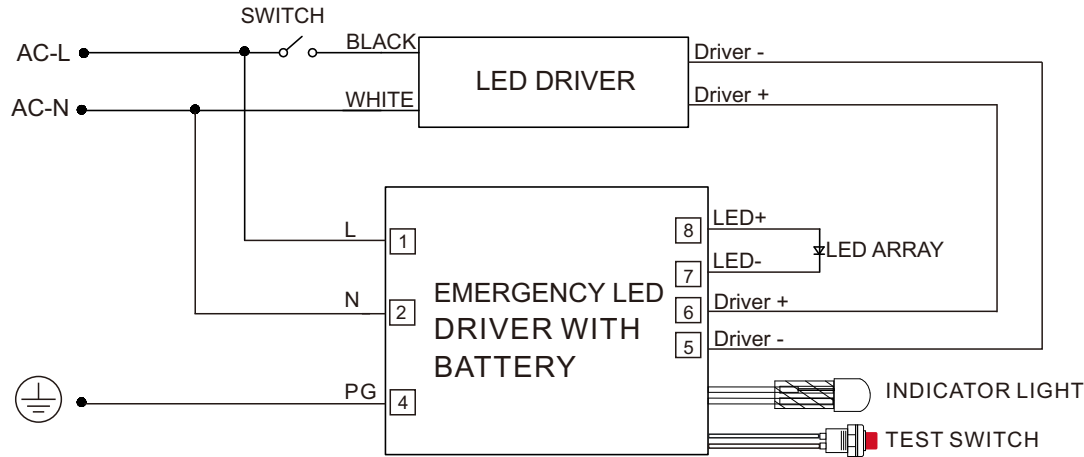 SWITCH
AC-L
BLACK
LED DRIVER
Driver -
AC-N
WHITE
Driver +
L
1
8
LED+
LED ARRAY
7
LED-
N
2
EMERGENCY LED
DRIVER WITH
BATTERY
6
Driver +
5
Driver -
PG
4
INDICATOR LIGHT
TEST SWITCH